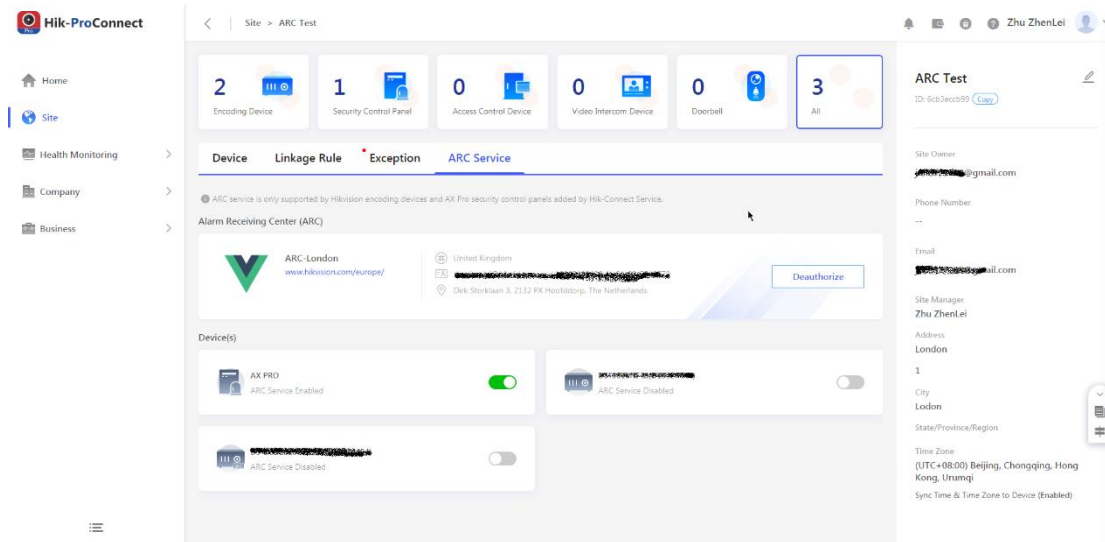 Hik-ProConnect
Pro
Site > ARC Test
Zhu ZhenLei
Home
Site
Health Monitoring
Company
Business
2
Encoding Device
1
Security Control Panel
0
Access Control Device
0
Video Intercom Device
0
Doorbell
3
All
Device Linkage Rule Exception ARC Service
ARC service is only supported by Hikvision encoding devices and AX Pro security control panels added by Hik-Connect Service.
Alarm Receiving Center (ARC)
ARC-London
www.hikvision.com/europe/
United Kingdom
Dek Storklaan 3, 2132 PX Hoofddorp, The Netherlands
Deauthorize
Device(s)
AX PRO
ARC Service Enabled
ARC Service Disabled
ARC Service Disabled
ARC Test
ID: 6cb3eccb99 Copy
Site Owner
@gmail.com
Phone Number
--
Email
ail.com
Site Manager
Zhu ZhenLei
Address
London
1
City
Lodon
State/Province/Region
Time Zone
(UTC+08:00) Beijing, Chongqing, Hong
Kong, Urumqi
Sync Time & Time Zone to Device (Enabled)